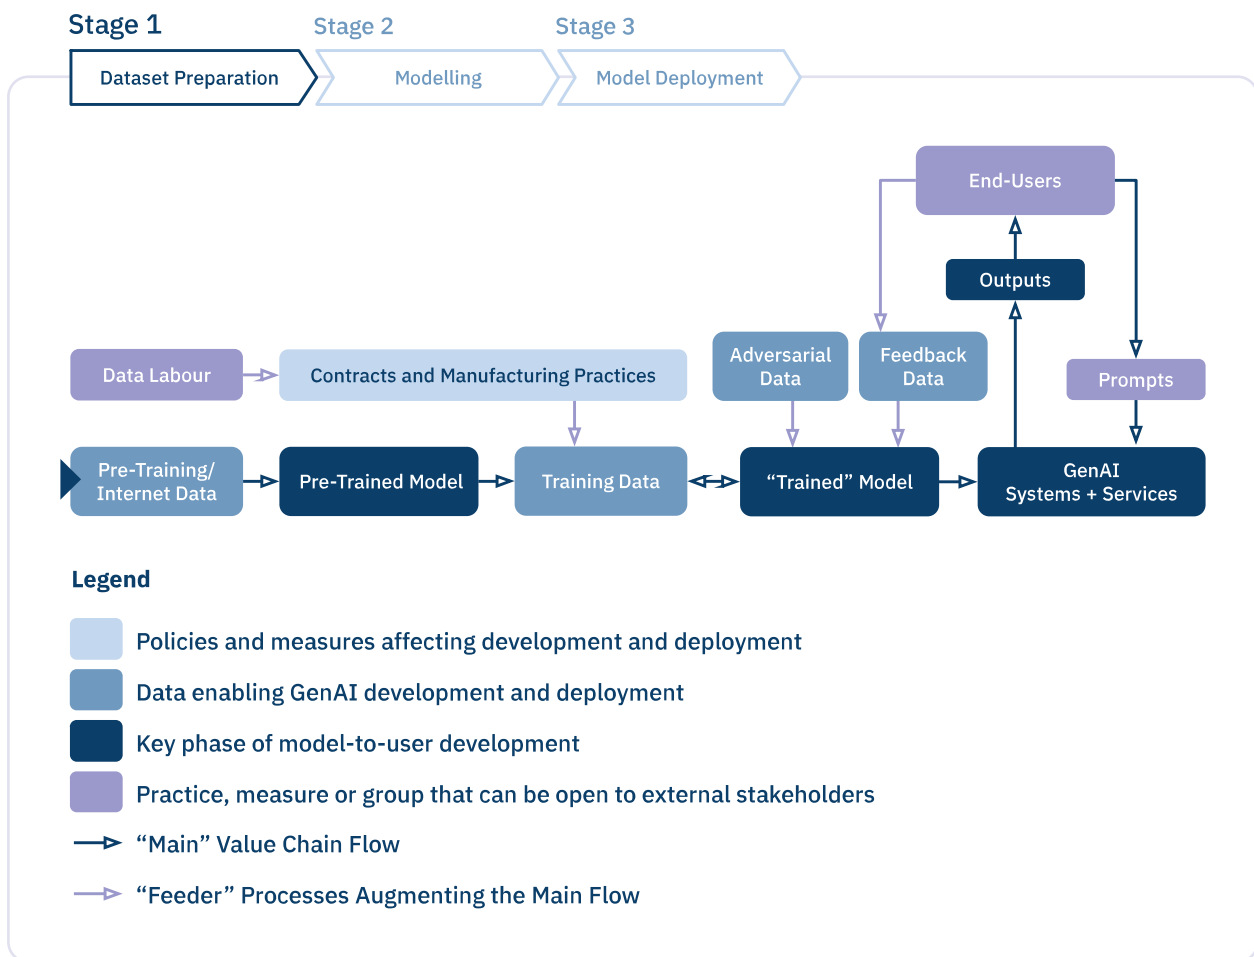 Stage 1
Stage 2
Stage 3
Dataset Preparation
Modelling
Model Deployment
End-Users
Outputs
Adversarial
Data
Feedback
Data
Data Labour
Contracts and Manufacturing Practices
Prompts
Pre-Training/
Internet Data
Pre-Trained Model
Training Data
“Trained” Model
GenAI
Systems + Services
Legend
Policies and measures affecting development and deployment
Data enabling GenAI development and deployment
Key phase of model-to-user development
Practice, measure or group that can be open to external stakeholders
“Main” Value Chain Flow
“Feeder” Processes Augmenting the Main Flow